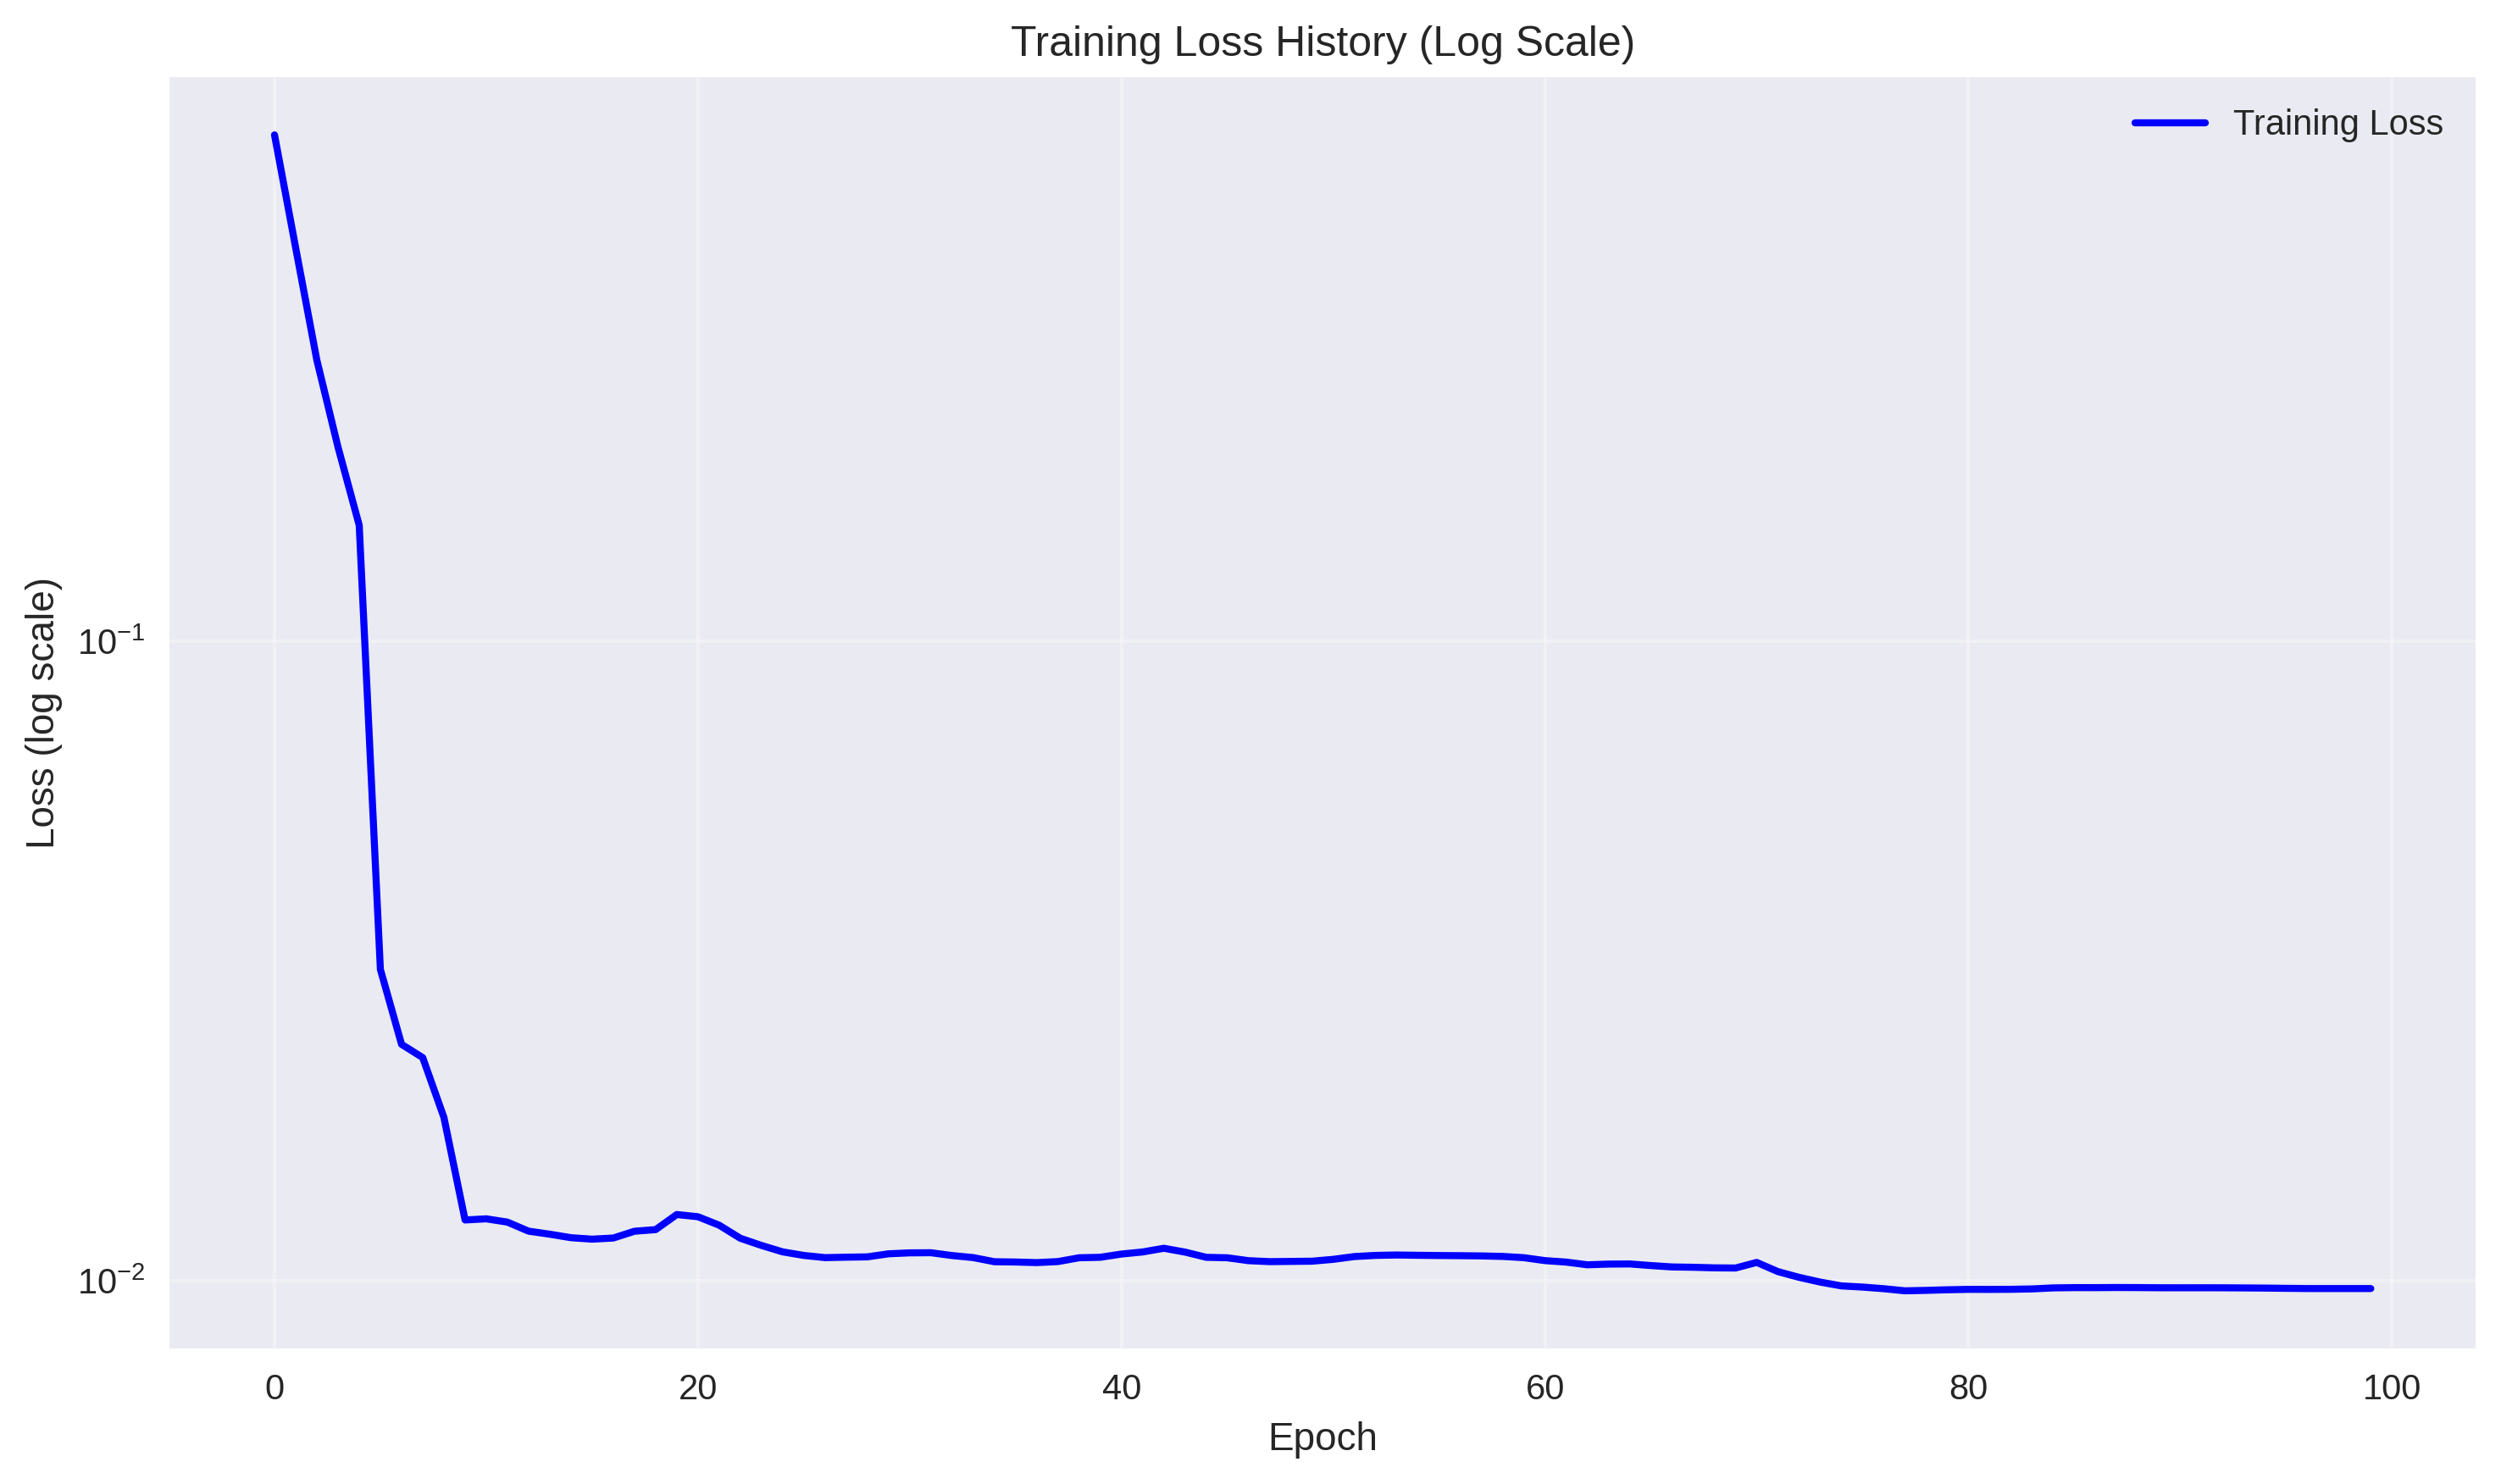 Training Loss History (Log Scale)
Training Loss
Loss (log scale)
10⁻¹
10⁻²
0 20 40 60 80 100
Epoch